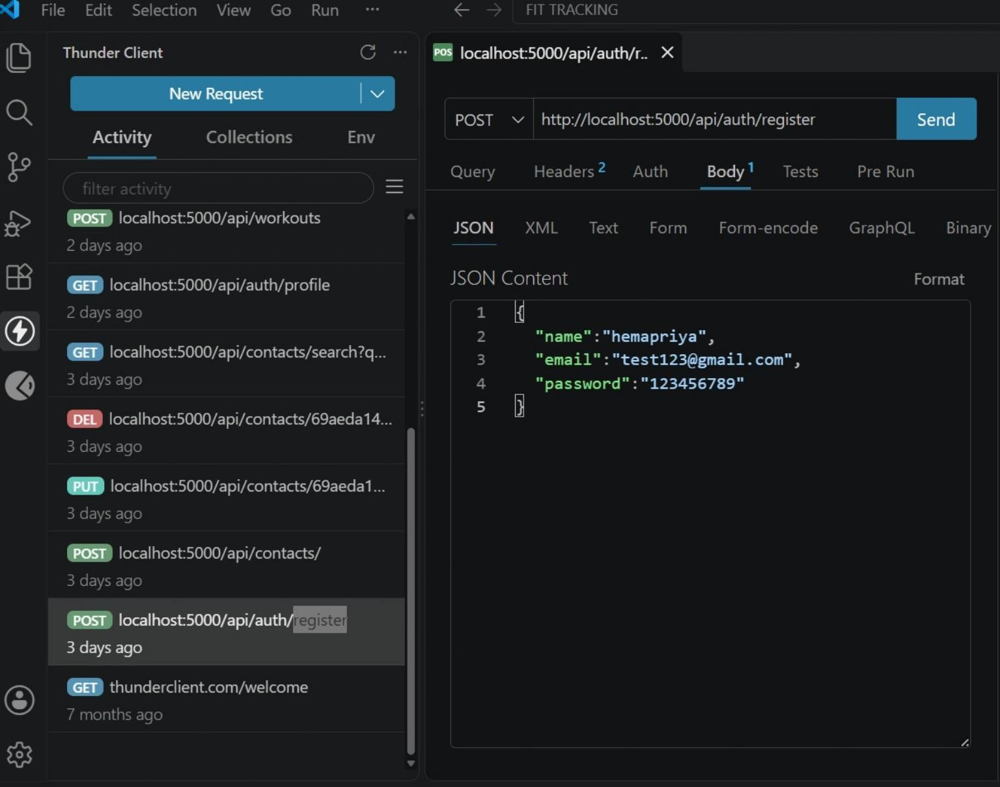 File Edit Selection View Go Run ...
FIT TRACKING
Thunder Client
New Request
Activity Collections Env
filter activity
POST localhost:5000/api/workouts
2 days ago
GET localhost:5000/api/auth/profile
2 days ago
GET localhost:5000/api/contacts/search?q...
3 days ago
DEL localhost:5000/api/contacts/69aeda14...
3 days ago
PUT localhost:5000/api/contacts/69aeda1...
3 days ago
POST localhost:5000/api/contacts/
3 days ago
POST localhost:5000/api/auth/register
3 days ago
GET thunderclient.com/welcome
7 months ago
POS localhost:5000/api/auth/r..
POST http://localhost:5000/api/auth/register Send
Query Headers 2 Auth Body 1 Tests Pre Run
JSON XML Text Form Form-encode GraphQL Binary
JSON Content Format
1 {
2 "name":"hemapriya",
3 "email":"test123@gmail.com",
4 "password":"123456789"
5 }